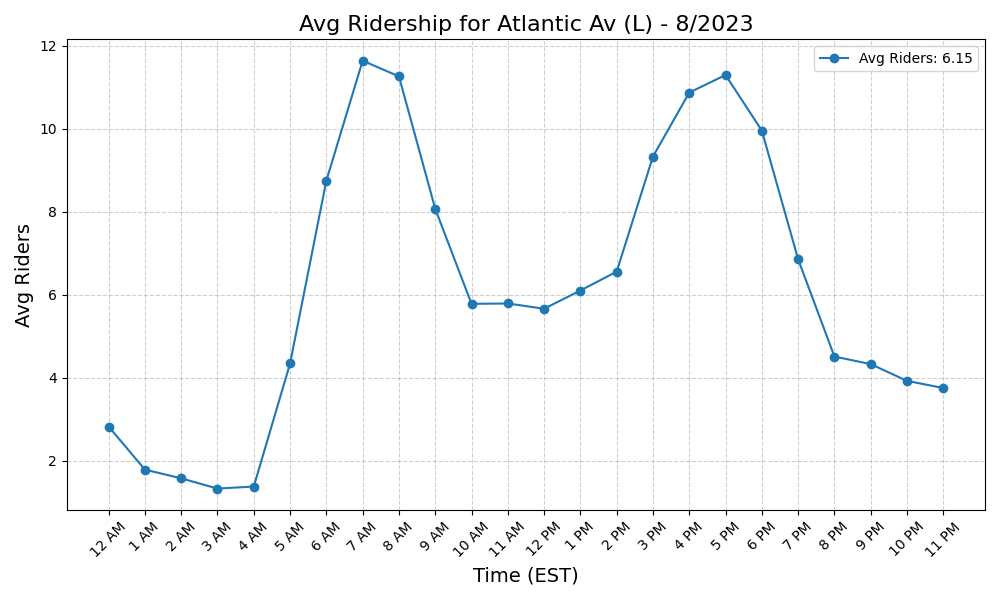 Avg Ridership for Atlantic Av (L) - 8/2023
Avg Riders: 6.15
12
10
8
6
4
2
Avg Riders
12 AM
1 AM
2 AM
3 AM
4 AM
5 AM
6 AM
7 AM
8 AM
9 AM
10 AM
11 AM
12 PM
1 PM
2 PM
3 PM
4 PM
5 PM
6 PM
7 PM
8 PM
9 PM
10 PM
11 PM
Time (EST)